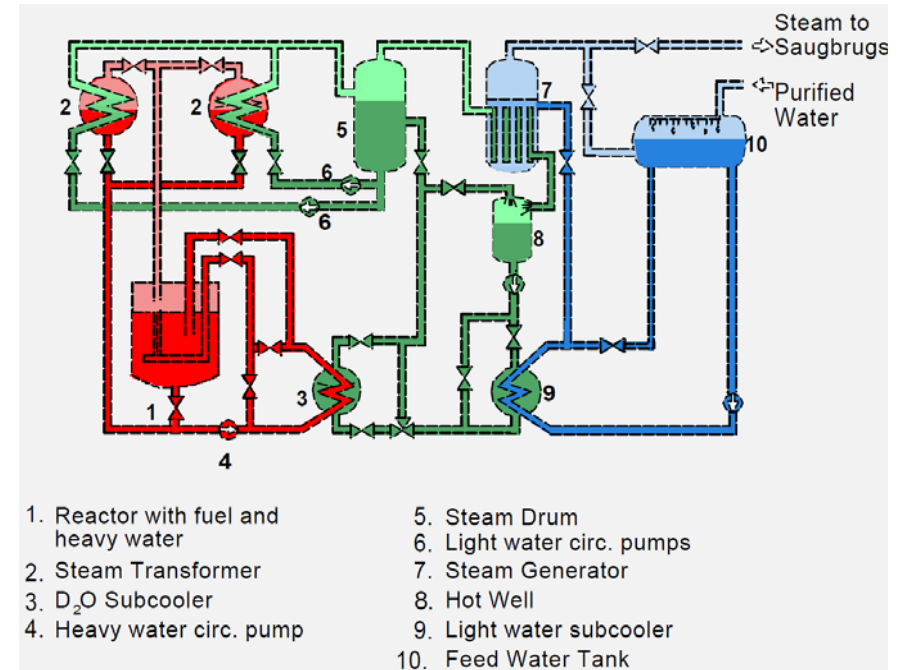 Steam to
Saugbrugs
Purified
Water
2
2
5
7
10
6
6
8
1
3
9
4
1. Reactor with fuel and
heavy water
2. Steam Transformer
3. D₂O Subcooler
4. Heavy water circ. pump
5. Steam Drum
6. Light water circ. pumps
7. Steam Generator
8. Hot Well
9. Light water subcooler
10. Feed Water Tank